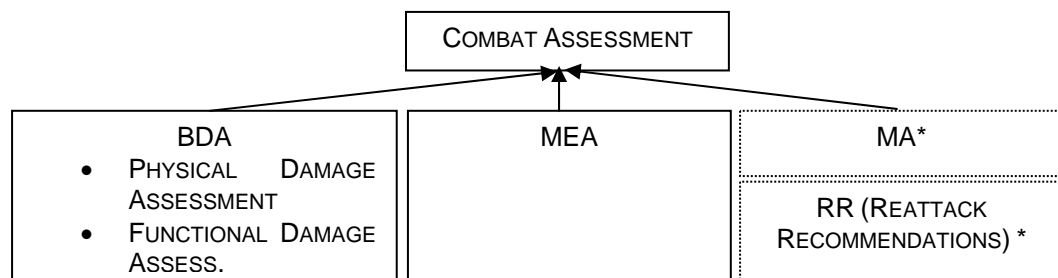 COMBAT ASSESSMENT
BDA
• PHYSICAL DAMAGE
ASSESSMENT
• FUNCTIONAL DAMAGE
ASSESS.
MEA
MA*
RR (REATTACK
RECOMMENDATIONS) *